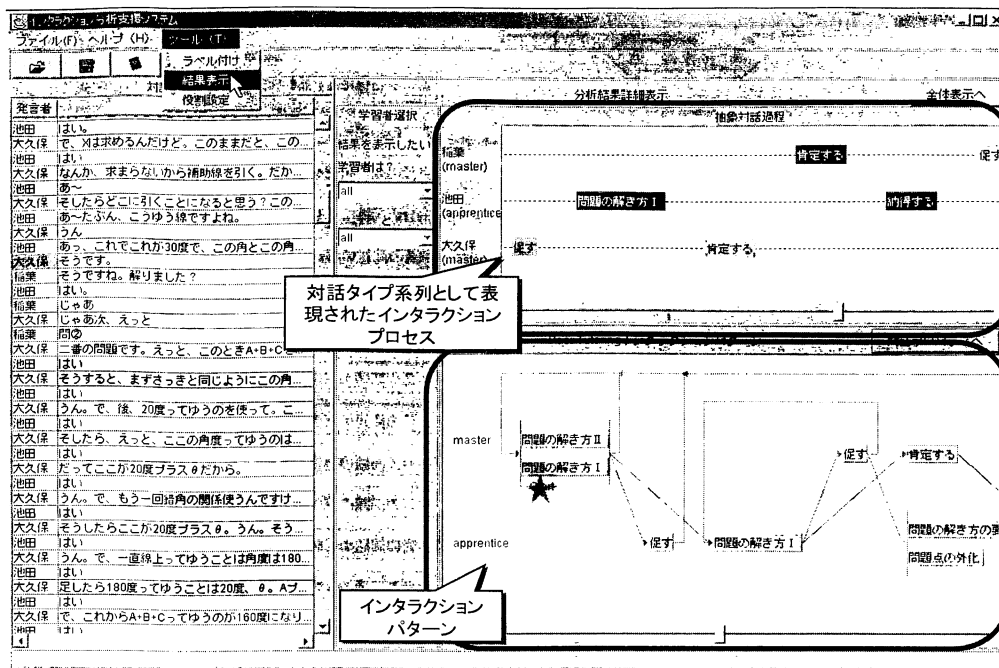 インタラクション分析支援システム
ファイル(F) ヘルプ(H) ツール(T)
ラベル付け
結果表示
役割設定
分析結果詳細表示
全体表示へ
発言者
池田 はい。
大久保 で、Xは求めるんだけど。このままだと、この...
池田 はい
大久保 なんか、求まらないから補助線を引く。だか...
池田 あ~
大久保 そしたらどこに引くことになると思う?この...
池田 あ~たぶん、こうゆう線ですよね。
大久保 うん
池田 あっ、これでこれが30度で、この角とこの角...
大久保 そうです。
稲葉 そうですね。解りました?
池田 はい。
稲葉 じゃあ
大久保 じゃあ次、えっと
稲葉 問②
大久保 二番の問題です。えっと、このときA+B+C
池田 はい
大久保 そうすると、まずさっきと同じようにこの角...
池田 はい
大久保 うん。で、後、20度ってゆうのを使って。こ...
池田 はい
大久保 そしたら、えっと、ここの角度ってゆうのは...
池田 はい
大久保 だってここが20度プラスθだから。
池田 はい
大久保 うん。で、もう一回錯角の関係使うんですけ...
池田 はい
大久保 そうしたらここが20度プラスθ。うん。そう...
池田 はい
大久保 うん。で、一直線上ってゆうことは角度は180...
池田 はい
大久保 足したら180度ってゆうことは20度、θ。Aプ...
池田 はい
大久保 で、これからA+B+Cってゆうのが160度になり...
池田 はい
学習者選択
結果を表示したい
学習者は?
all
all
抽象対話過程
稲葉
(master)
肯定する
促す
池田
(apprentice
問題の解き方Ⅰ
納得する
大久保
(master)
促す
肯定する
対話タイプ系列として表
現されたインタラクション
プロセス
master
問題の解き方Ⅱ
問題の解き方Ⅰ
促す
肯定する
apprentice
促す
問題の解き方Ⅰ
問題の解き方の
問題点の外化
インタラクション
パターン